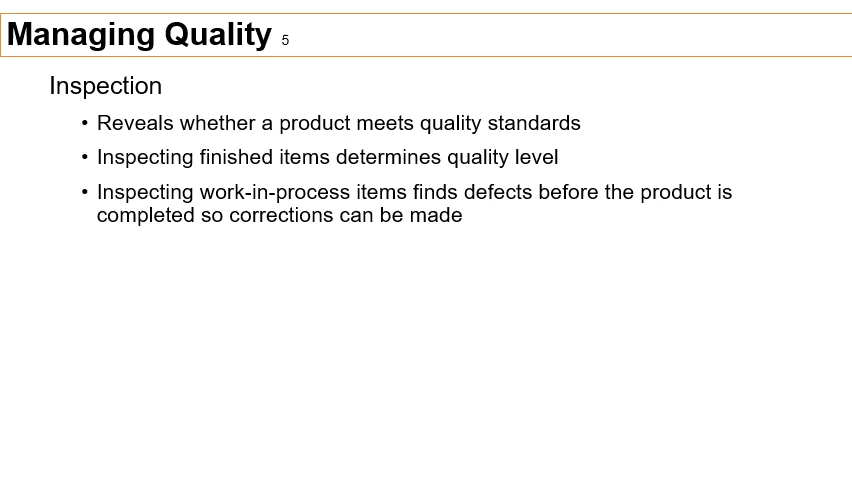 Managing Quality 5
Inspection
• Reveals whether a product meets quality standards
• Inspecting finished items determines quality level
• Inspecting work-in-process items finds defects before the product is
completed so corrections can be made